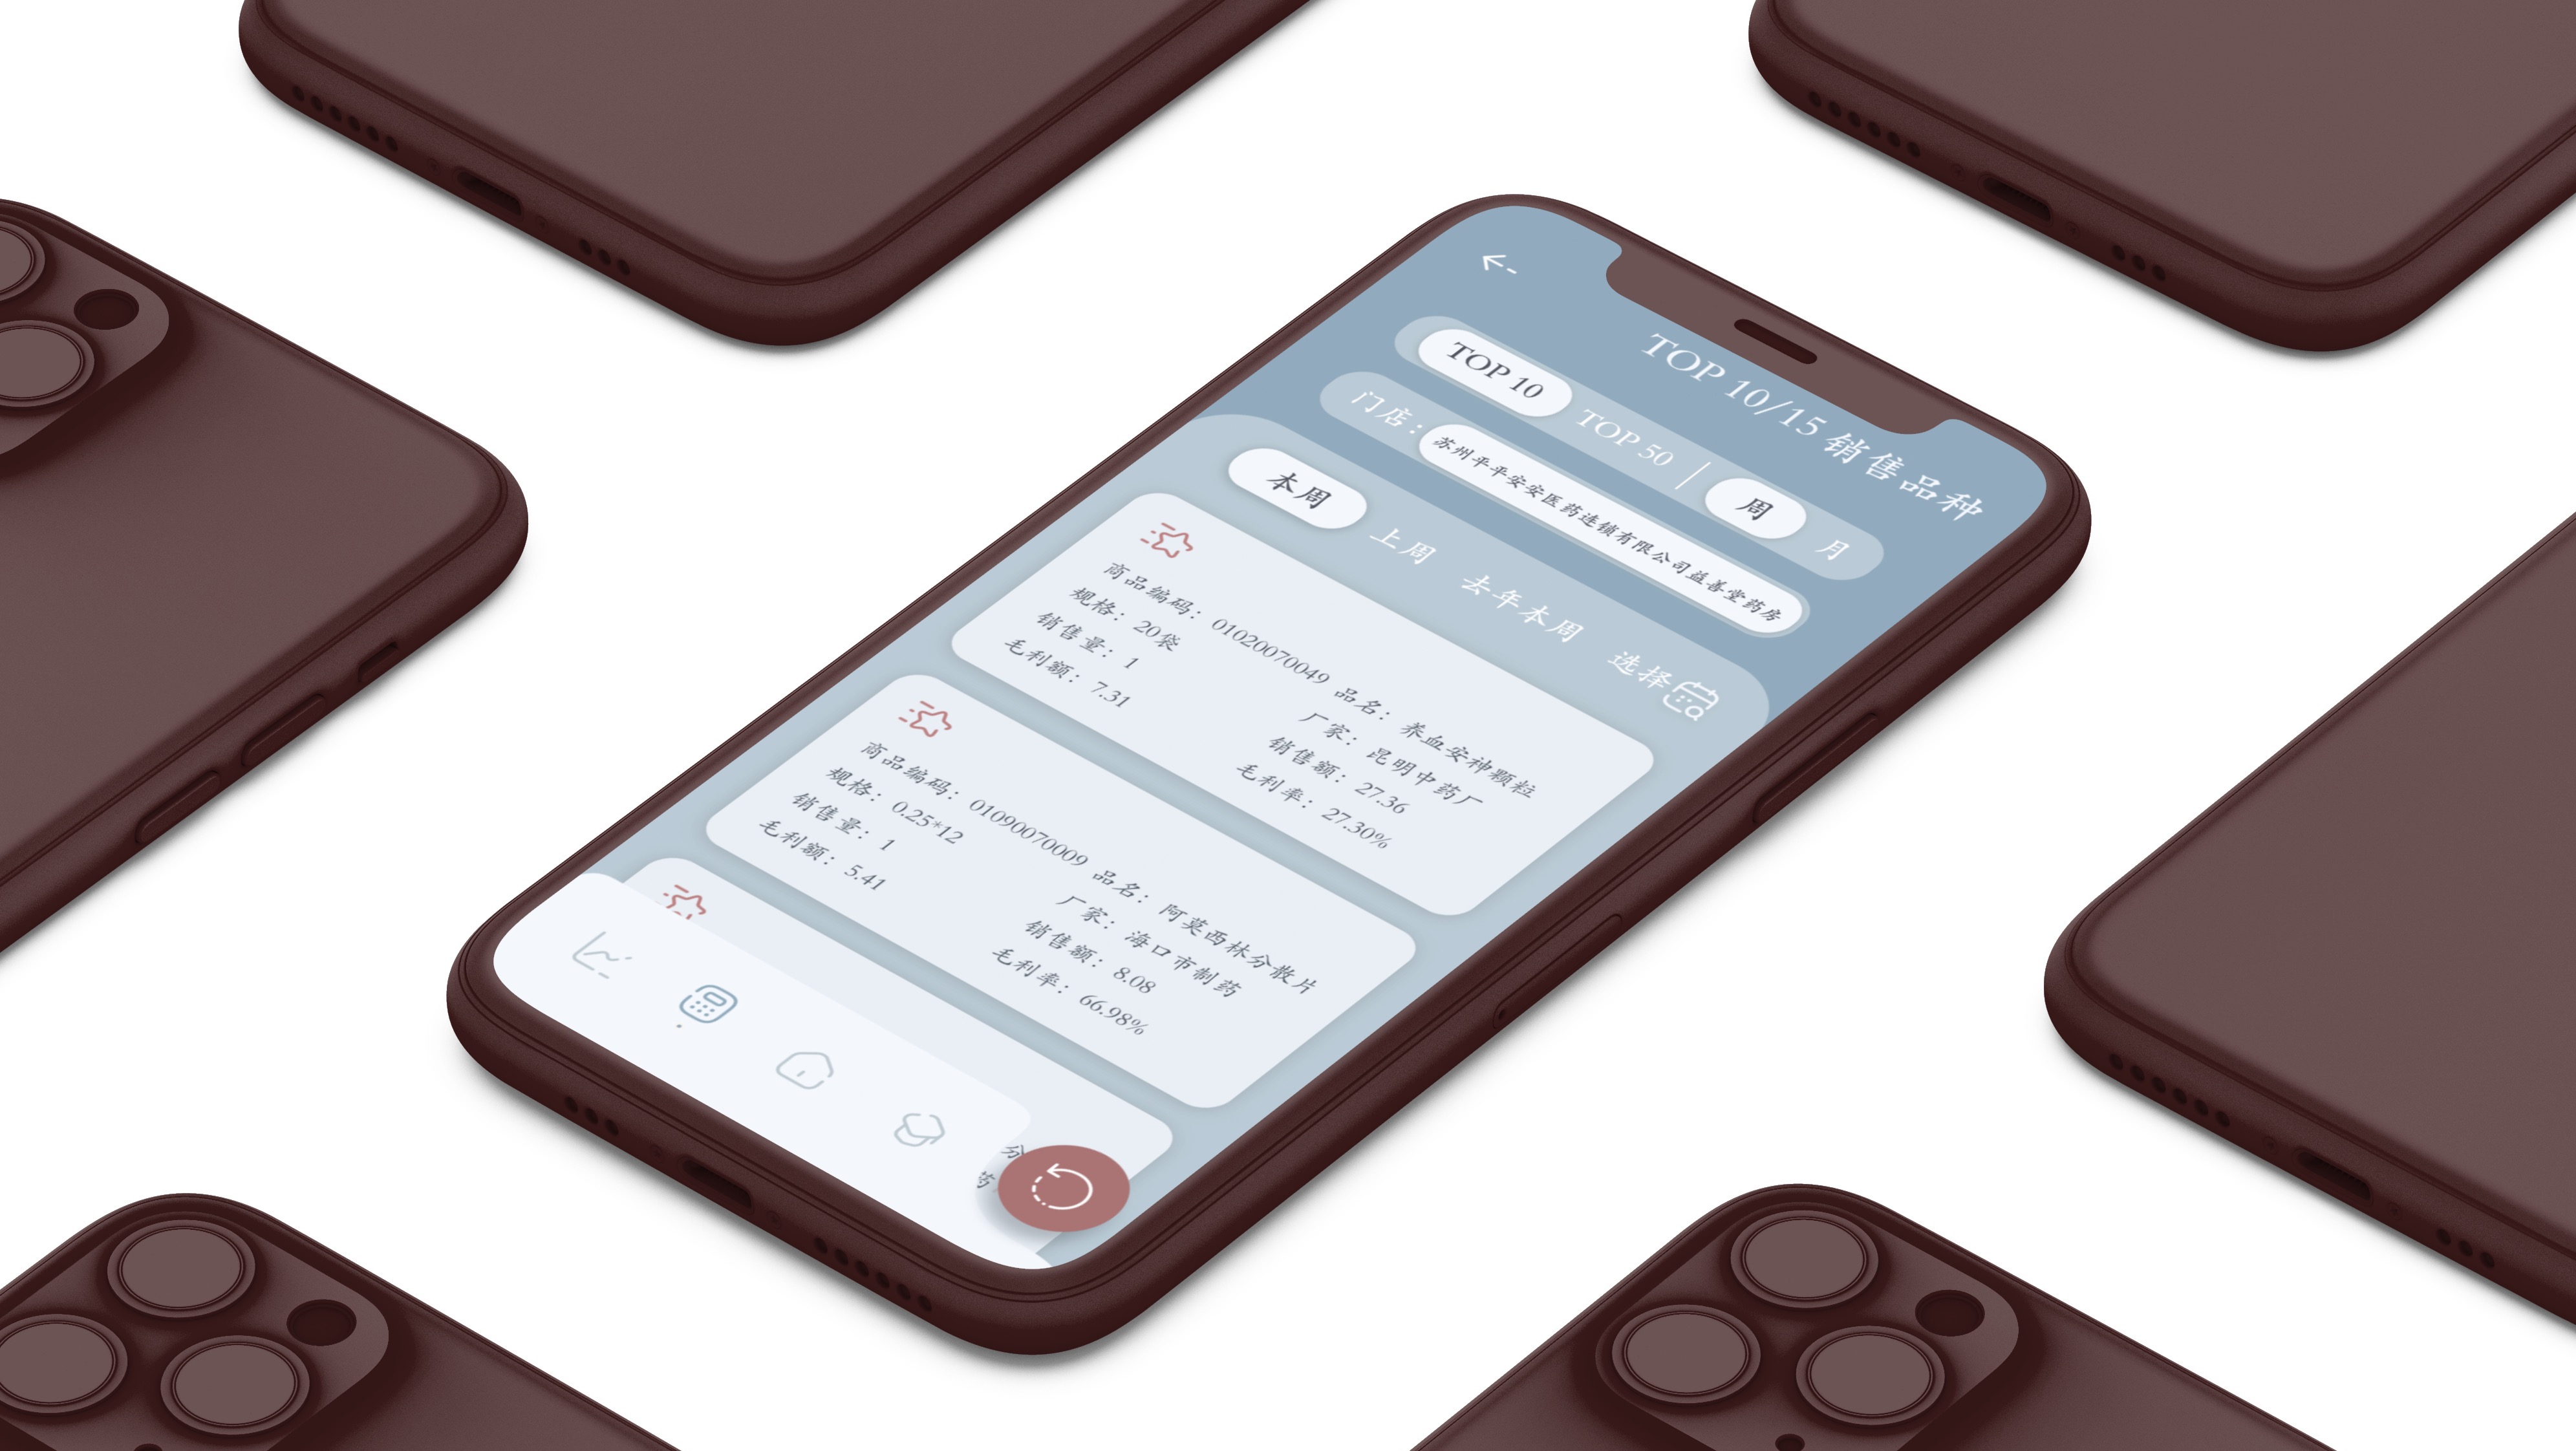 TOP 10/15 销售品种
TOP 10 TOP 50 | 周 月
门店: 苏州平平安安医药连锁有限公司益善堂药房
本周 上周 去年本周 选择
商品编码: 01020070049 品名: 养血安神颗粒
规格: 20袋 厂家: 昆明中药厂
销售量: 1 销售额: 27.36
毛利额: 7.31 毛利率: 27.30%
商品编码: 01090070009 品名: 阿莫西林分散片
规格: 0.25*12 厂家: 海口市制药
销售量: 1 销售额: 8.08
毛利额: 5.41 毛利率: 66.98%
分
药